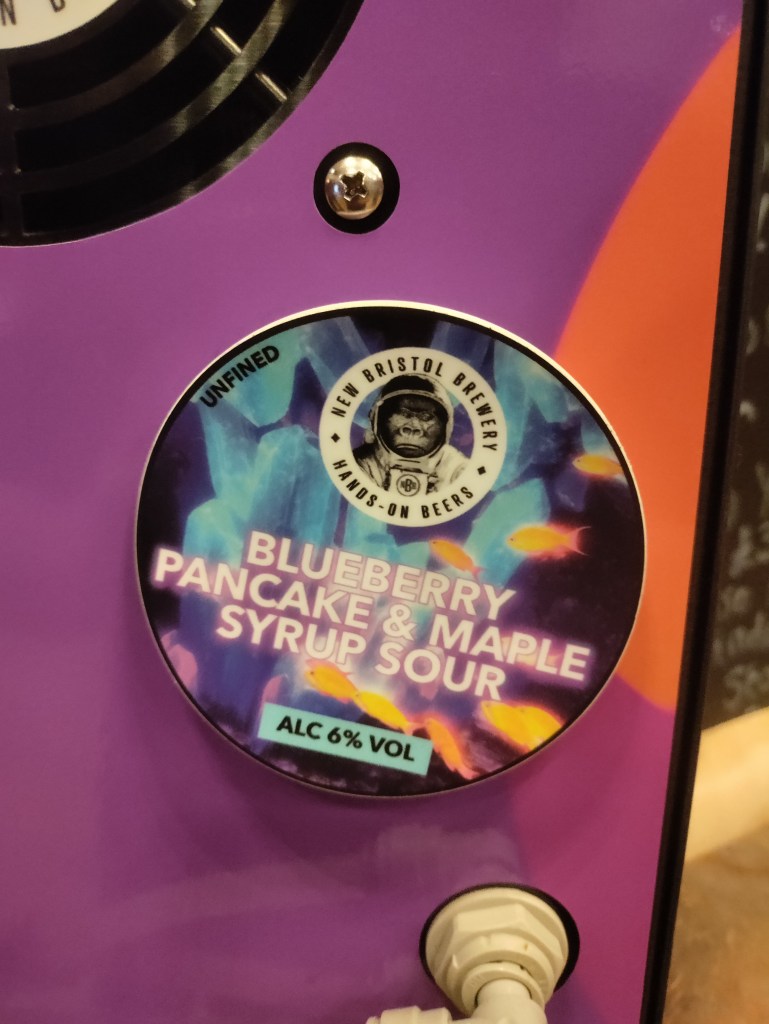 UNFINED
NEW BRISTOL BREWERY
HANDS-ON BEERS
BLUEBERRY
PANCAKE & MAPLE
SYRUP SOUR
ALC 6% VOL